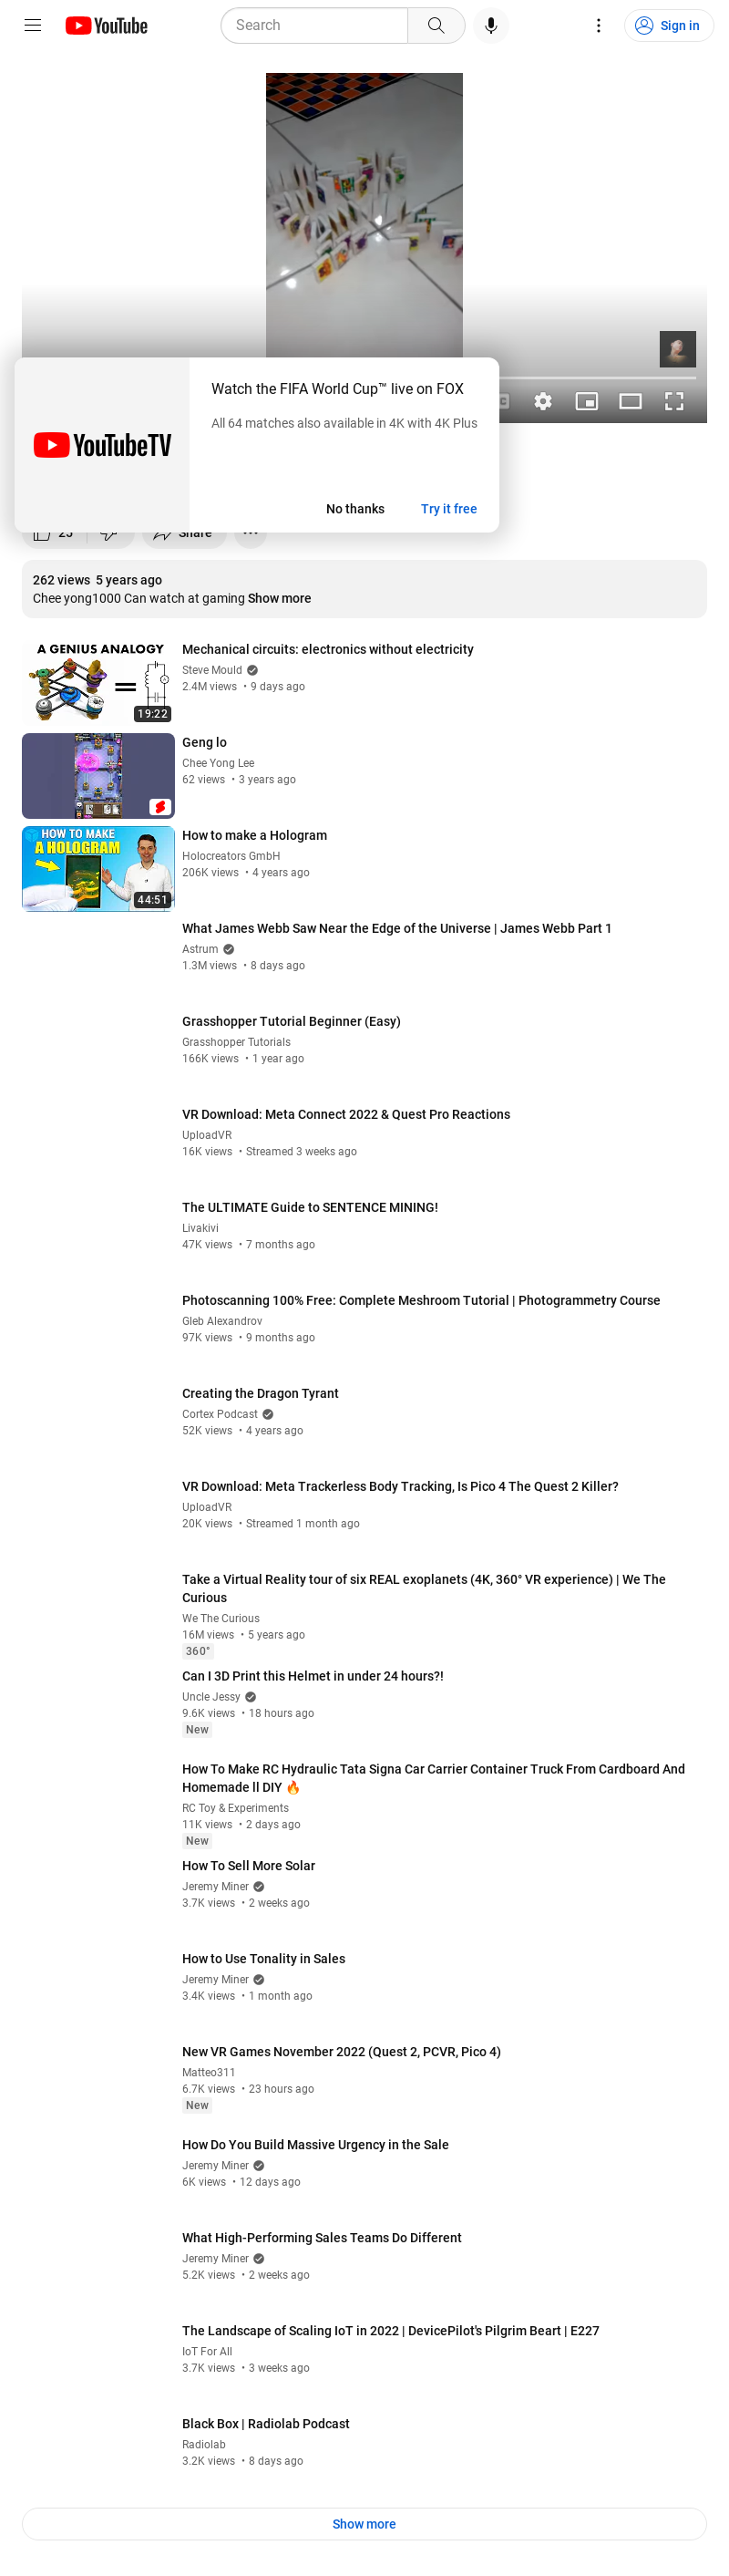 YouTube
Search
Sign in
Watch the FIFA World Cup™ live on FOX
All 64 matches also available in 4K with 4K Plus
YouTubeTV
No thanks
Try it free
25
Share
262 views 5 years ago
Chee yong1000 Can watch at gaming Show more
A GENIUS ANALOGY
19:22
Mechanical circuits: electronics without electricity
Steve Mould
2.4M views • 9 days ago
Geng lo
Chee Yong Lee
62 views • 3 years ago
HOW TO MAKE
A HOLOGRAM
44:51
How to make a Hologram
Holocreators GmbH
206K views • 4 years ago
What James Webb Saw Near the Edge of the Universe | James Webb Part 1
Astrum
1.3M views • 8 days ago
Grasshopper Tutorial Beginner (Easy)
Grasshopper Tutorials
166K views • 1 year ago
VR Download: Meta Connect 2022 & Quest Pro Reactions
UploadVR
16K views • Streamed 3 weeks ago
The ULTIMATE Guide to SENTENCE MINING!
Livakivi
47K views • 7 months ago
Photoscanning 100% Free: Complete Meshroom Tutorial | Photogrammetry Course
Gleb Alexandrov
97K views • 9 months ago
Creating the Dragon Tyrant
Cortex Podcast
52K views • 4 years ago
VR Download: Meta Trackerless Body Tracking, Is Pico 4 The Quest 2 Killer?
UploadVR
20K views • Streamed 1 month ago
Take a Virtual Reality tour of six REAL exoplanets (4K, 360° VR experience) | We The
Curious
We The Curious
16M views • 5 years ago
360°
Can I 3D Print this Helmet in under 24 hours?!
Uncle Jessy
9.6K views • 18 hours ago
New
How To Make RC Hydraulic Tata Signa Car Carrier Container Truck From Cardboard And
Homemade ll DIY 🔥
RC Toy & Experiments
11K views • 2 days ago
New
How To Sell More Solar
Jeremy Miner
3.7K views • 2 weeks ago
How to Use Tonality in Sales
Jeremy Miner
3.4K views • 1 month ago
New VR Games November 2022 (Quest 2, PCVR, Pico 4)
Matteo311
6.7K views • 23 hours ago
New
How Do You Build Massive Urgency in the Sale
Jeremy Miner
6K views • 12 days ago
What High-Performing Sales Teams Do Different
Jeremy Miner
5.2K views • 2 weeks ago
The Landscape of Scaling IoT in 2022 | DevicePilot's Pilgrim Beart | E227
IoT For All
3.7K views • 3 weeks ago
Black Box | Radiolab Podcast
Radiolab
3.2K views • 8 days ago
Show more